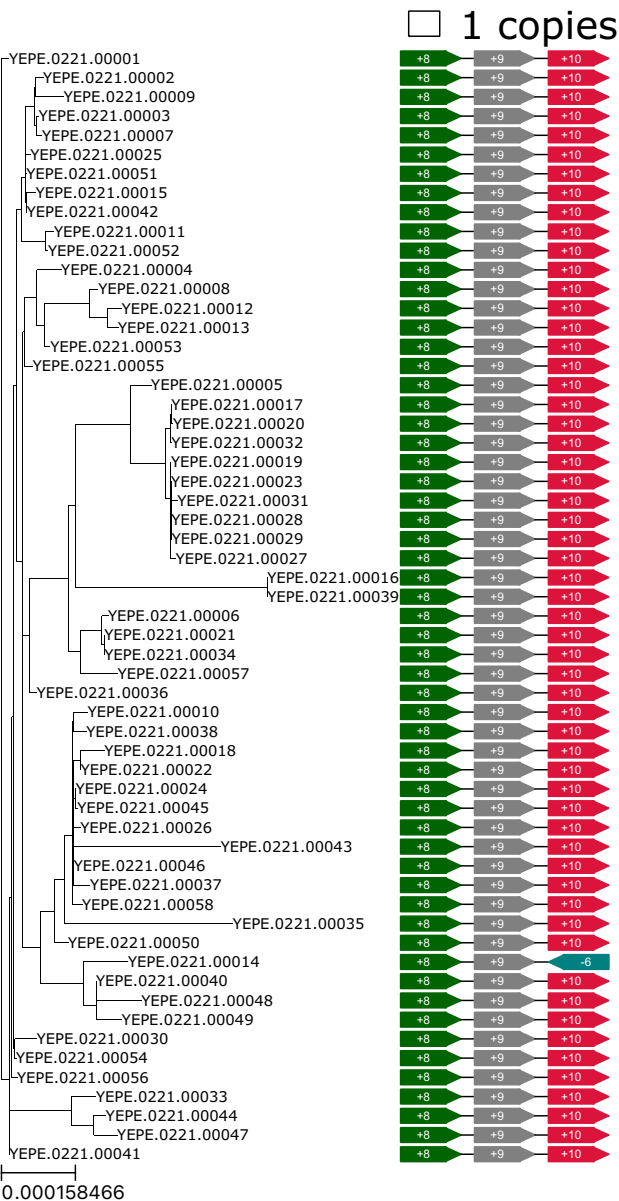 1 copies
YEPE.0221.00001 +8 +9 +10
YEPE.0221.00002 +8 +9 +10
YEPE.0221.00009 +8 +9 +10
YEPE.0221.00003 +8 +9 +10
YEPE.0221.00007 +8 +9 +10
YEPE.0221.00025 +8 +9 +10
YEPE.0221.00051 +8 +9 +10
YEPE.0221.00015 +8 +9 +10
YEPE.0221.00042 +8 +9 +10
YEPE.0221.00011 +8 +9 +10
YEPE.0221.00052 +8 +9 +10
YEPE.0221.00004 +8 +9 +10
YEPE.0221.00008 +8 +9 +10
YEPE.0221.00012 +8 +9 +10
YEPE.0221.00013 +8 +9 +10
YEPE.0221.00053 +8 +9 +10
YEPE.0221.00055 +8 +9 +10
YEPE.0221.00005 +8 +9 +10
YEPE.0221.00017 +8 +9 +10
YEPE.0221.00020 +8 +9 +10
YEPE.0221.00032 +8 +9 +10
YEPE.0221.00019 +8 +9 +10
YEPE.0221.00023 +8 +9 +10
YEPE.0221.00031 +8 +9 +10
YEPE.0221.00028 +8 +9 +10
YEPE.0221.00029 +8 +9 +10
YEPE.0221.00027 +8 +9 +10
YEPE.0221.00016 +8 +9 +10
YEPE.0221.00039 +8 +9 +10
YEPE.0221.00006 +8 +9 +10
YEPE.0221.00021 +8 +9 +10
YEPE.0221.00034 +8 +9 +10
YEPE.0221.00057 +8 +9 +10
YEPE.0221.00036 +8 +9 +10
YEPE.0221.00010 +8 +9 +10
YEPE.0221.00038 +8 +9 +10
YEPE.0221.00018 +8 +9 +10
YEPE.0221.00022 +8 +9 +10
YEPE.0221.00024 +8 +9 +10
YEPE.0221.00045 +8 +9 +10
YEPE.0221.00026 +8 +9 +10
YEPE.0221.00043 +8 +9 +10
YEPE.0221.00046 +8 +9 +10
YEPE.0221.00037 +8 +9 +10
YEPE.0221.00058 +8 +9 +10
YEPE.0221.00035 +8 +9 +10
YEPE.0221.00050 +8 +9 +10
YEPE.0221.00014 +8 +9 -6
YEPE.0221.00040 +8 +9 +10
YEPE.0221.00048 +8 +9 +10
YEPE.0221.00049 +8 +9 +10
YEPE.0221.00030 +8 +9 +10
YEPE.0221.00054 +8 +9 +10
YEPE.0221.00056 +8 +9 +10
YEPE.0221.00033 +8 +9 +10
YEPE.0221.00044 +8 +9 +10
YEPE.0221.00047 +8 +9 +10
YEPE.0221.00041 +8 +9 +10
0.000158466